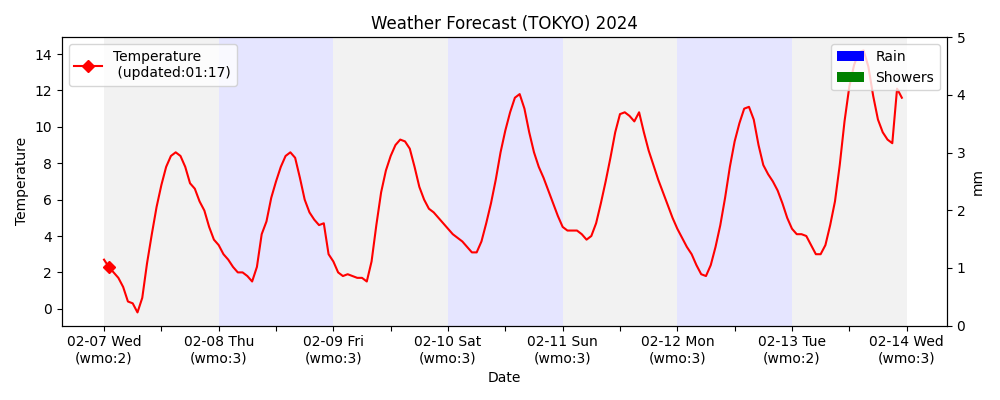 Weather Forecast (TOKYO) 2024
Temperature
(updated:01:17)
Rain
Showers
14
12
10
8
6
4
2
0
Temperature
5
4
3
2
1
0
mm
02-07 Wed
(wmo:2)
02-08 Thu
(wmo:3)
02-09 Fri
(wmo:3)
02-10 Sat
(wmo:3)
02-11 Sun
(wmo:3)
02-12 Mon
(wmo:3)
02-13 Tue
(wmo:2)
02-14 Wed
(wmo:3)
Date